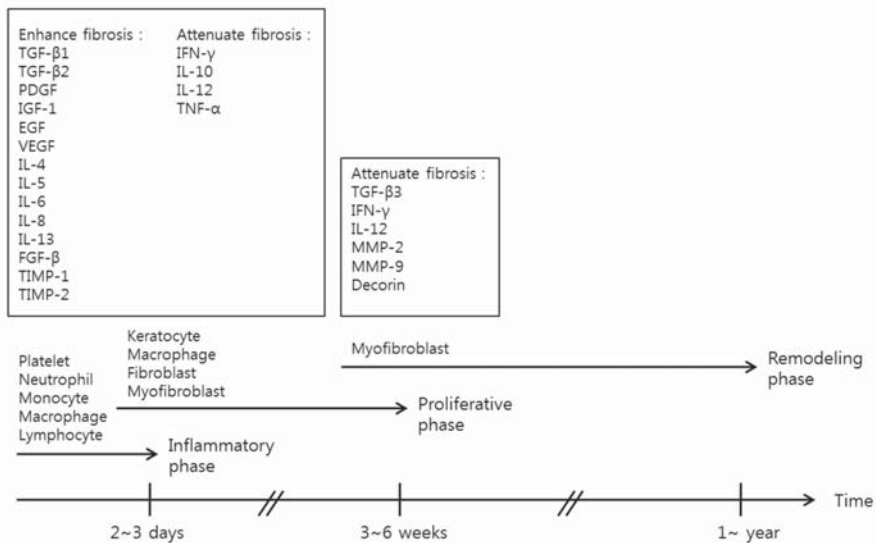 Enhance fibrosis :
TGF-β1
TGF-β2
PDGF
IGF-1
EGF
VEGF
IL-4
IL-5
IL-6
IL-8
IL-13
FGF-β
TIMP-1
TIMP-2
Attenuate fibrosis :
IFN-γ
IL-10
IL-12
TNF-α
Attenuate fibrosis :
TGF-β3
IFN-γ
IL-12
MMP-2
MMP-9
Decorin
Platelet
Neutrophil
Monocyte
Macrophage
Lymphocyte
Inflammatory
phase
Keratocyte
Macrophage
Fibroblast
Myofibroblast
Proliferative
phase
Myofibroblast
Remodeling
phase
Time
2~3 days
3~6 weeks
1~ year